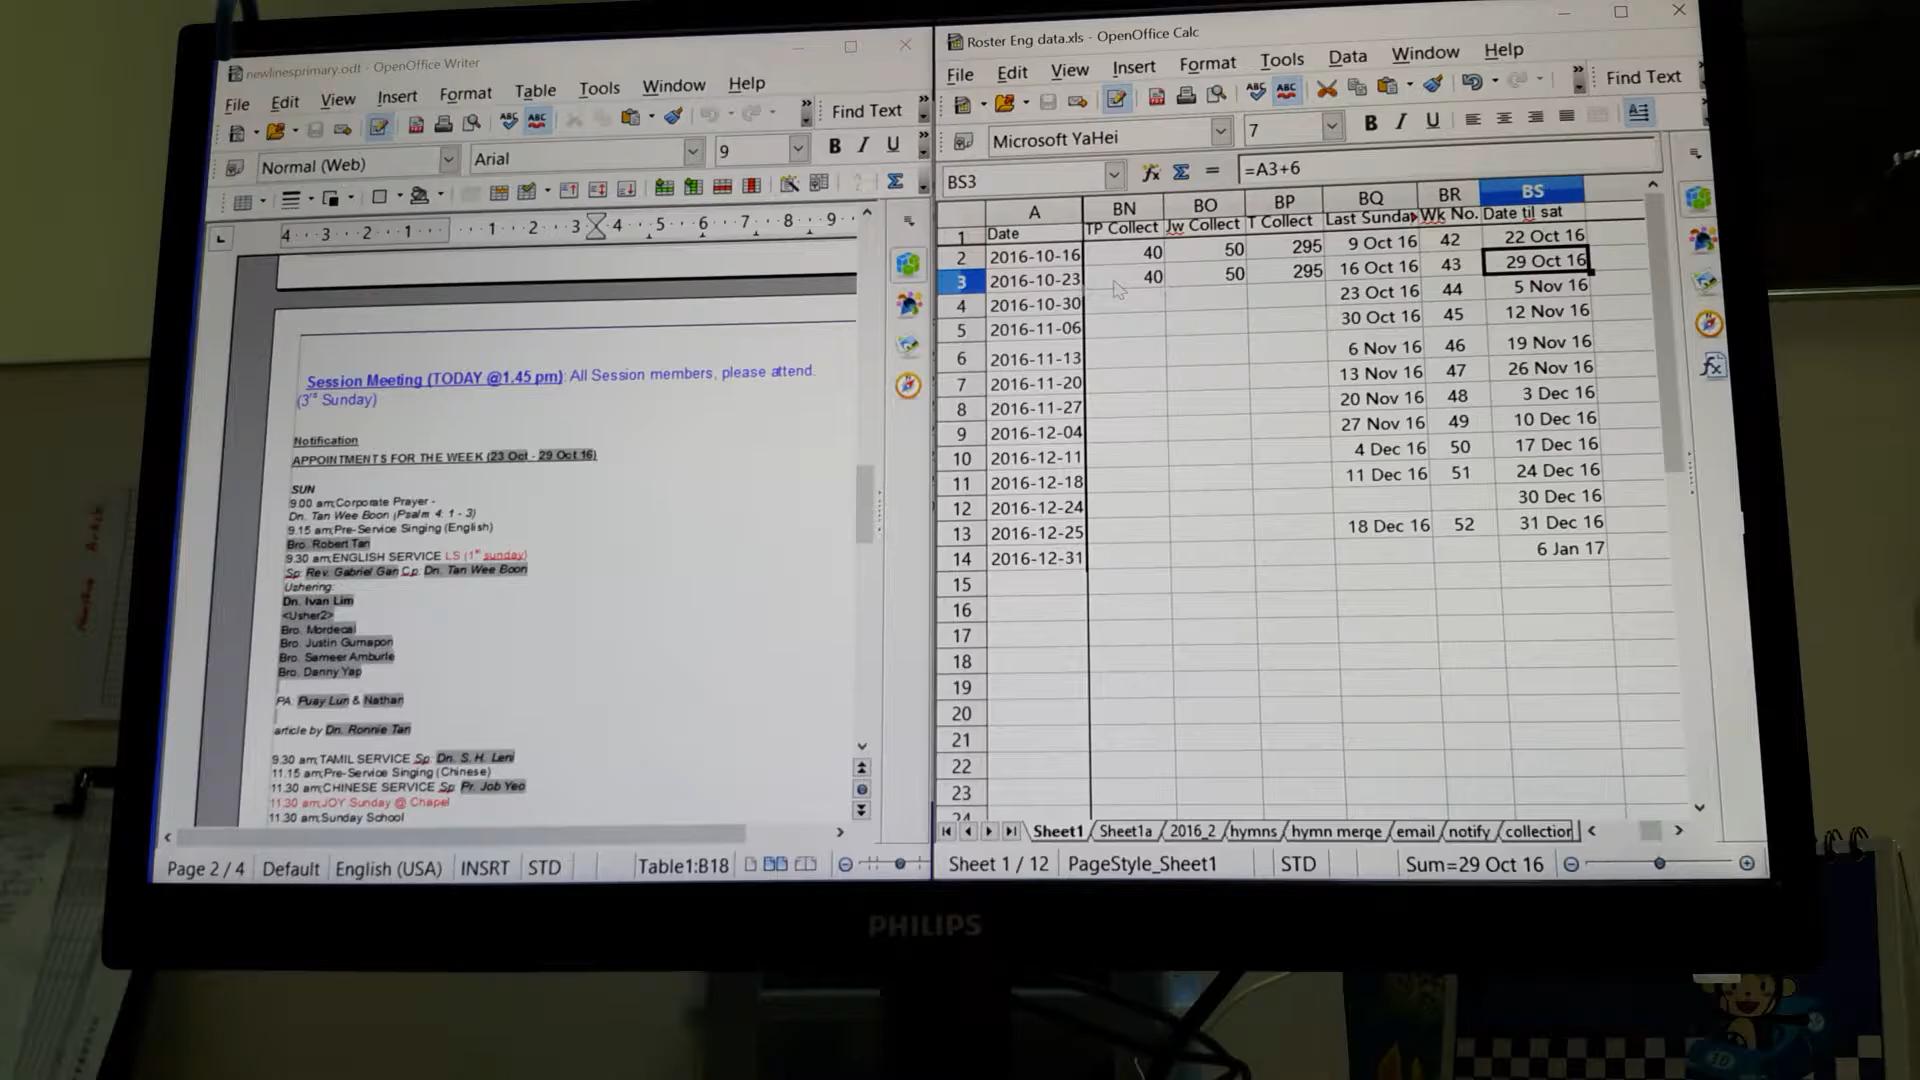 newlinesprimary.odt - OpenOffice Writer
File Edit View Insert Format Table Tools Window Help
Find Text
Normal (Web) Arial 9 B I U
4 3 2 1 1 2 3 4 5 6 7 8 9
Session Meeting (TODAY @1.45 pm): All Session members, please attend.
(3rd Sunday)
Notification
APPOINTMENTS FOR THE WEEK (23 Oct - 29 Oct 16)
SUN
9.00 am;Corporate Prayer -
Dn. Tan Wee Boon (Psalm 4: 1 - 3)
9.15 am;Pre-Service Singing (English)
Bro. Robert Tan
9.30 am;ENGLISH SERVICE LS (1st sunday)
Sp: Rev. Gabriel Gan Cp: Dn. Tan Wee Boon
Ushering:
Dn. Ivan Lim
<Usher2>
Bro. Mordecai
Bro. Justin Gumapon
Bro. Sameer Amburle
Bro. Danny Yap
PA: Puay Lun & Nathan
article by Dn. Ronnie Tan
9.30 am;TAMIL SERVICE Sp: Dn. S. H. Leni
11.15 am;Pre-Service Singing (Chinese)
11.30 am;CHINESE SERVICE Sp: Pr. Job Yeo
11.30 am;JOY Sunday @ Chapel
11.30 am;Sunday School
Page 2 / 4 Default English (USA) INSRT STD Table1:B18
Roster Eng data.xls - OpenOffice Calc
File Edit View Insert Format Tools Data Window Help
Find Text
Microsoft YaHei 7 B I U
BS3 =A3+6
A BN BO BP BQ BR BS
1 Date TP Collect Jw Collect T Collect Last Sunday Wk No. Date til sat
2 2016-10-16 40 50 295 9 Oct 16 42 22 Oct 16
3 2016-10-23 40 50 295 16 Oct 16 43 29 Oct 16
4 2016-10-30 23 Oct 16 44 5 Nov 16
5 2016-11-06 30 Oct 16 45 12 Nov 16
6 2016-11-13 6 Nov 16 46 19 Nov 16
7 2016-11-20 13 Nov 16 47 26 Nov 16
8 2016-11-27 20 Nov 16 48 3 Dec 16
9 2016-12-04 27 Nov 16 49 10 Dec 16
10 2016-12-11 4 Dec 16 50 17 Dec 16
11 2016-12-18 11 Dec 16 51 24 Dec 16
12 2016-12-24 30 Dec 16
13 2016-12-25 18 Dec 16 52 31 Dec 16
14 2016-12-31 6 Jan 17
15
16
17
18
19
20
21
22
23
24
Sheet1 Sheet1a 2016_2 hymns hymn merge email notify collection
Sheet 1 / 12 PageStyle_Sheet1 STD Sum=29 Oct 16
PHILIPS